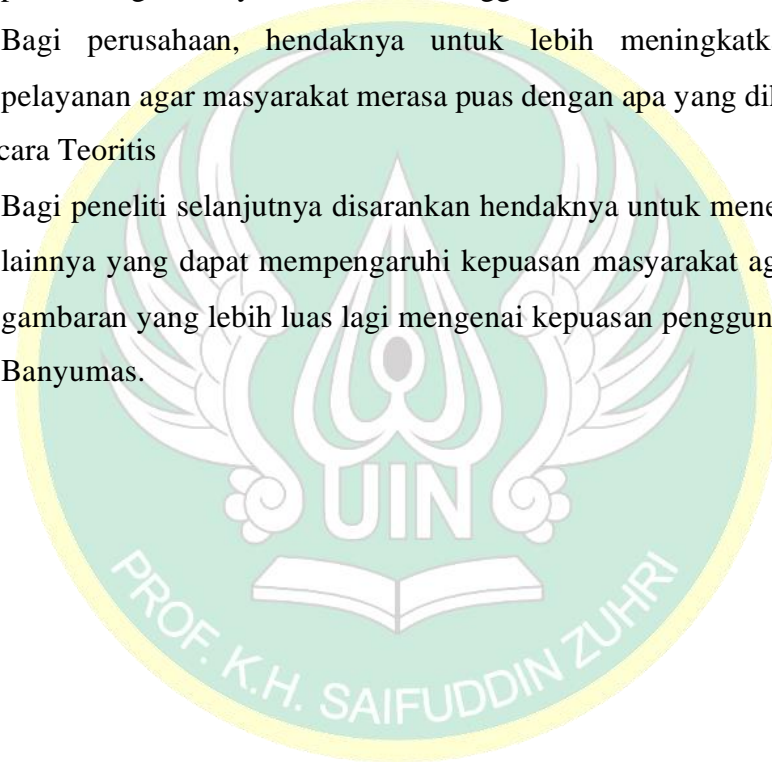 Bagi perusahaan, hendaknya untuk lebih meningkatk
pelayanan agar masyarakat merasa puas dengan apa yang dil
cara Teoritis
Bagi peneliti selanjutnya disarankan hendaknya untuk mene
lainnya yang dapat mempengaruhi kepuasan masyarakat ag
gambaran yang lebih luas lagi mengenai kepuasan penggun
Banyumas.
UIN
PROF. K.H. SAIFUDDIN ZUHRI